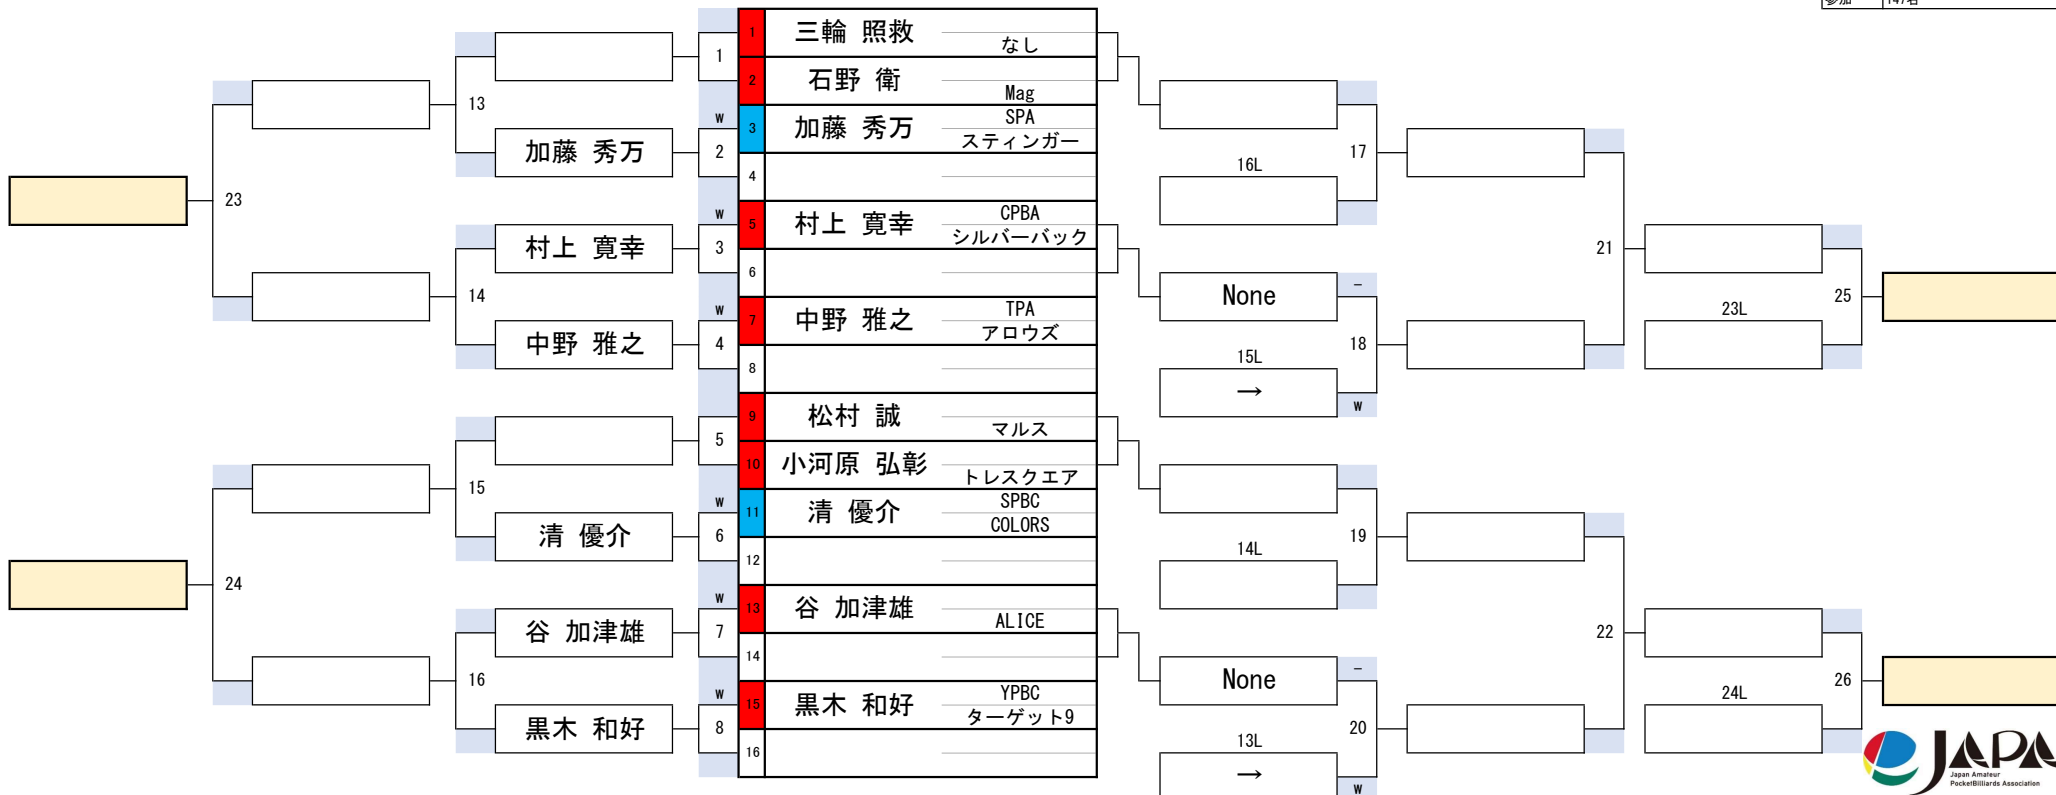 参加 147名
1 三輪 照救 なし
2 石野 衛 Mag
3 加藤 秀万 SPA スティンガー
4
5 村上 寛幸 CPBA シルバーバック
6
7 中野 雅之 TPA アロウズ
8
9 松村 誠 マルス
10 小河原 弘彰 トレスクエア
11 清 優介 SPBC COLORS
12
13 谷 加津雄 ALICE
14
15 黒木 和好 YPBC ターゲット9
16
1
W
加藤 秀万 2
W
村上 寛幸 3
W
中野 雅之 4
5
W
清 優介 6
W
谷 加津雄 7
W
黒木 和好 8
13
14
15
16
23
24
16L
17
None -
15L
18
→ W
14L
19
None -
13L
20
→ W
21
22
23L
25
24L
26
JAPA
Japan Amateur
PocketBilliards Association